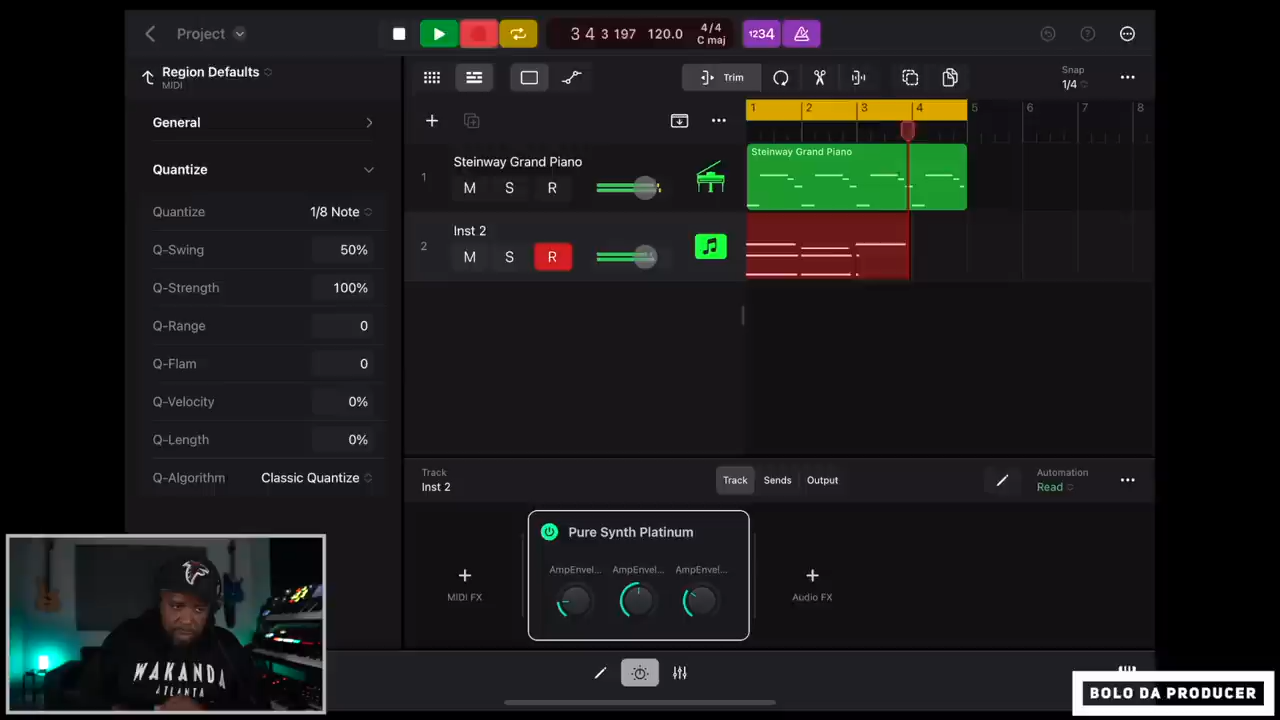 Project
34 3 197 120.0 4/4 C maj
1234
Region Defaults
MIDI
Trim
Snap
1/4
General
1 2 3 4 5 6 7 8
Quantize
1 Steinway Grand Piano
M S R
Steinway Grand Piano
Quantize 1/8 Note
Q-Swing 50%
Q-Strength 100%
Q-Range 0
Q-Flam 0
Q-Velocity 0%
Q-Length 0%
Q-Algorithm Classic Quantize
2 Inst 2
M S R
Track
Inst 2
Track Sends Output
Automation
Read
Pure Synth Platinum
AmpEnvel... AmpEnvel... AmpEnvel...
MIDI FX
Audio FX
WAKANDA
ATLANTA
BOLO DA PRODUCER